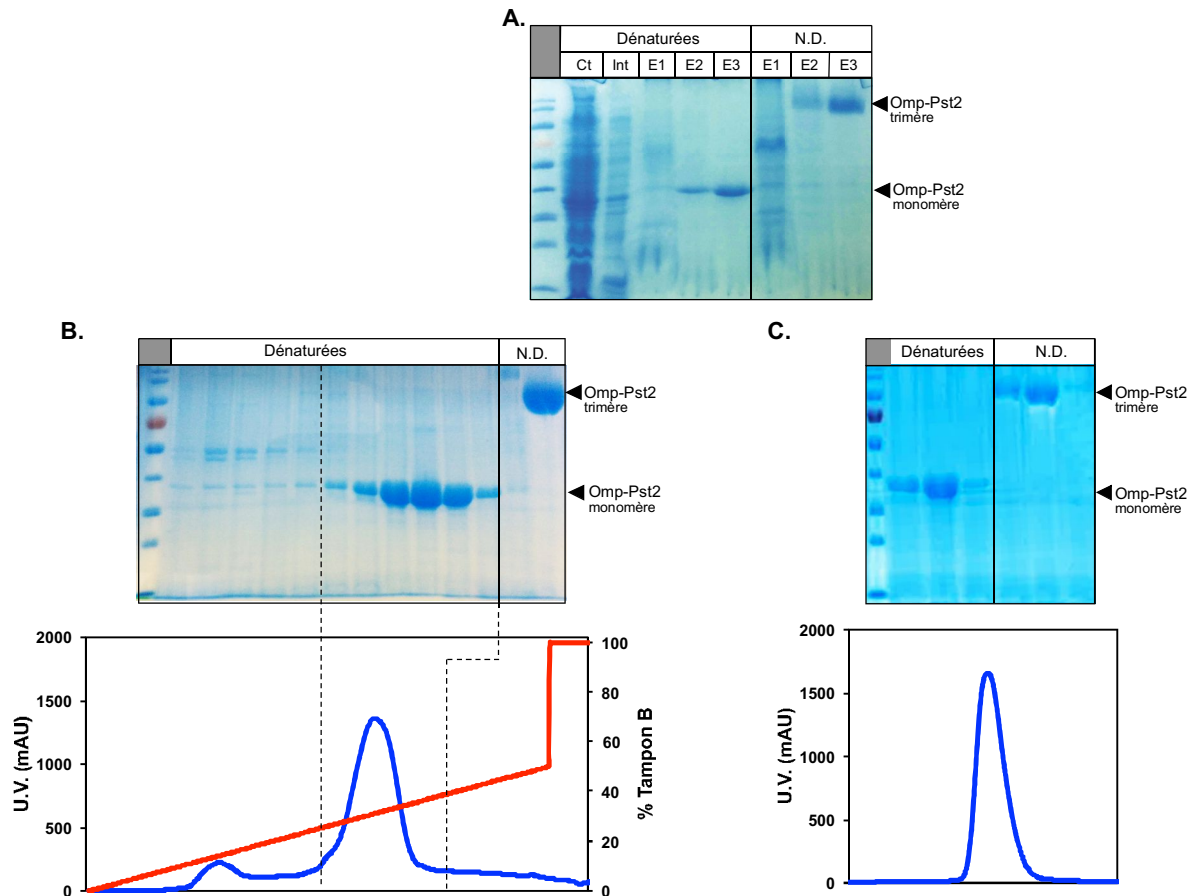 A.
Dénaturées N.D.
Ct Int E1 E2 E3 E1 E2 E3
Omp-Pst2
trimère
Omp-Pst2
monomère
B.
Dénaturées N.D.
Omp-Pst2
trimère
Omp-Pst2
monomère
2000
1500
1000
500
0
U.V. (mAU)
100
80
60
40
20
0
% Tampon B
C.
Dénaturées N.D.
Omp-Pst2
trimère
Omp-Pst2
monomère
2000
1500
1000
500
0
U.V. (mAU)